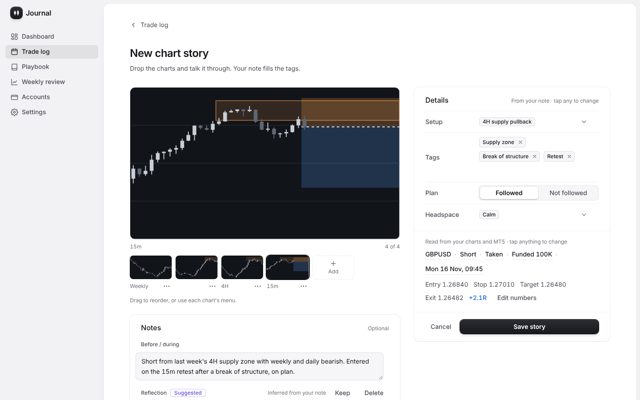 Journal
Dashboard
Trade log
Playbook
Weekly review
Accounts
Settings
Trade log
New chart story
Drop the charts and talk it through. Your note fills the tags.
15m
4 of 4
Weekly
4H
15m
Add
Drag to reorder, or use each chart's menu.
Notes
Optional
Before / during
Short from last week's 4H supply zone with weekly and daily bearish. Entered
on the 15m retest after a break of structure, on plan.
Reflection Suggested Inferred from your note Keep Delete
Details
From your note · tap any to change
Setup 4H supply pullback
Tags
Supply zone ×
Break of structure × Retest ×
Plan Followed Not followed
Headspace Calm
Read from your charts and MT5 · tap anything to change
GBPUSD · Short · Taken · Funded 100K ·
Mon 16 Nov, 09:45
Entry 1.26840 Stop 1.27010 Target 1.26480
Exit 1.26482 +2.1R Edit numbers
Cancel Save story